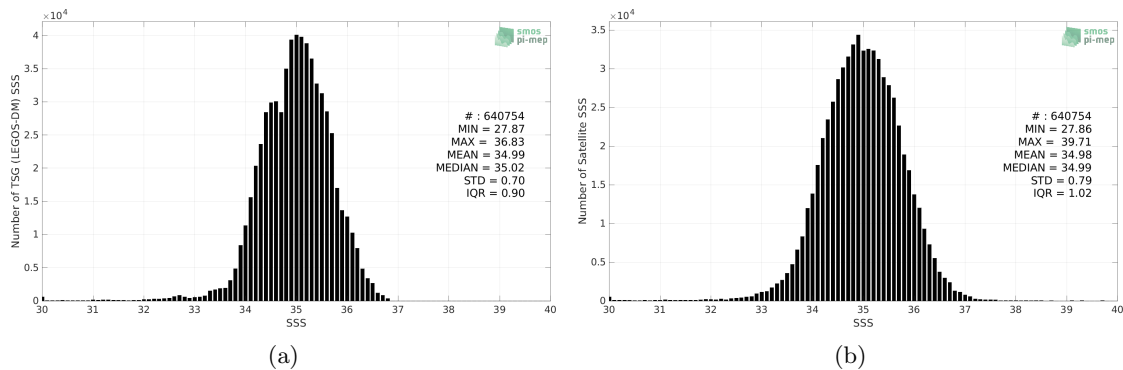 ×10⁴
smos
pi-mep
Number of TSG (LEGOS-DM) SSS
4
3.5
3
2.5
2
1.5
1
0.5
0
# : 640754
MIN = 27.87
MAX = 36.83
MEAN = 34.99
MEDIAN = 35.02
STD = 0.70
IQR = 0.90
30 31 32 33 34 35 36 37 38 39 40
SSS
(a)
×10⁴
smos
pi-mep
Number of Satellite SSS
3.5
3
2.5
2
1.5
1
0.5
0
# : 640754
MIN = 27.86
MAX = 39.71
MEAN = 34.98
MEDIAN = 34.99
STD = 0.79
IQR = 1.02
30 31 32 33 34 35 36 37 38 39 40
SSS
(b)